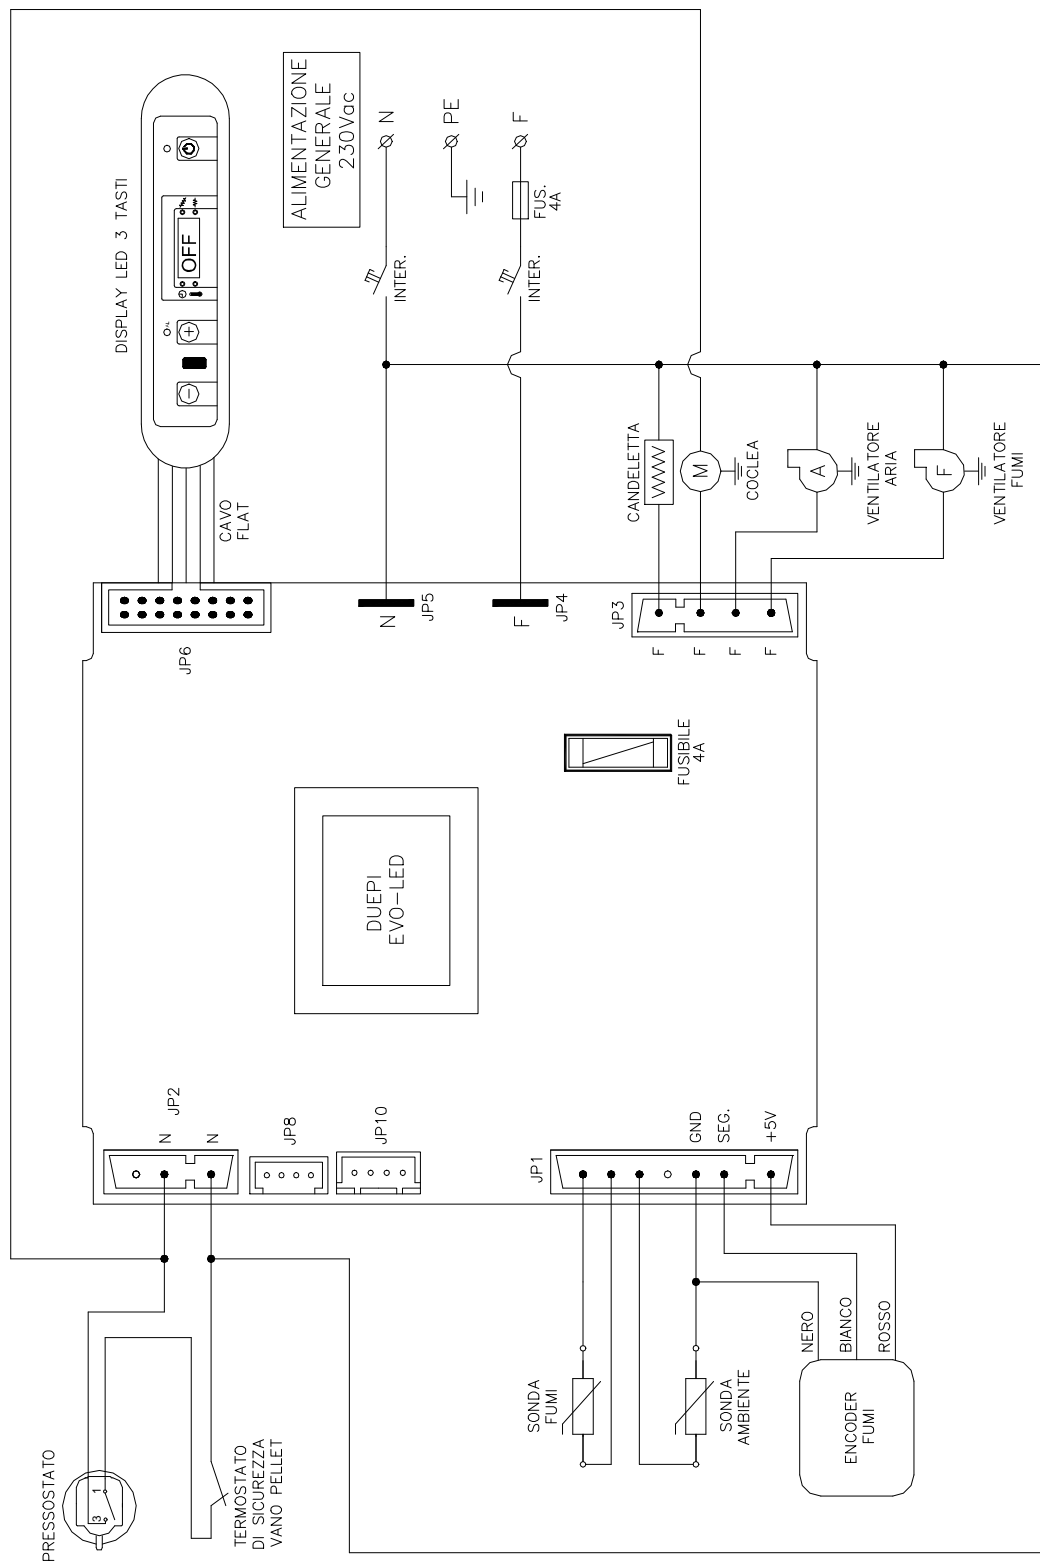 DISPLAY LED 3 TASTI
OFF
+
−
CAVO
FLAT
ALIMENTAZIONE
GENERALE
230Vac
N
PE
F
FUS.
4A
INTER.
INTER.
CANDELETTA
M
COCLEA
A
VENTILATORE
ARIA
F
VENTILATORE
FUMI
JP6
N
JP5
F
JP4
JP3
F
F
F
F
FUSIBILE
4A
DUEPI
EVO-LED
JP2
N
N
JP8
JP10
JP1
GND
SEG.
+5V
PRESSOSTATO
3
1
TERMOSTATO
DI SICUREZZA
VANO PELLET
SONDA
FUMI
SONDA
AMBIENTE
NERO
BIANCO
ROSSO
ENCODER
FUMI